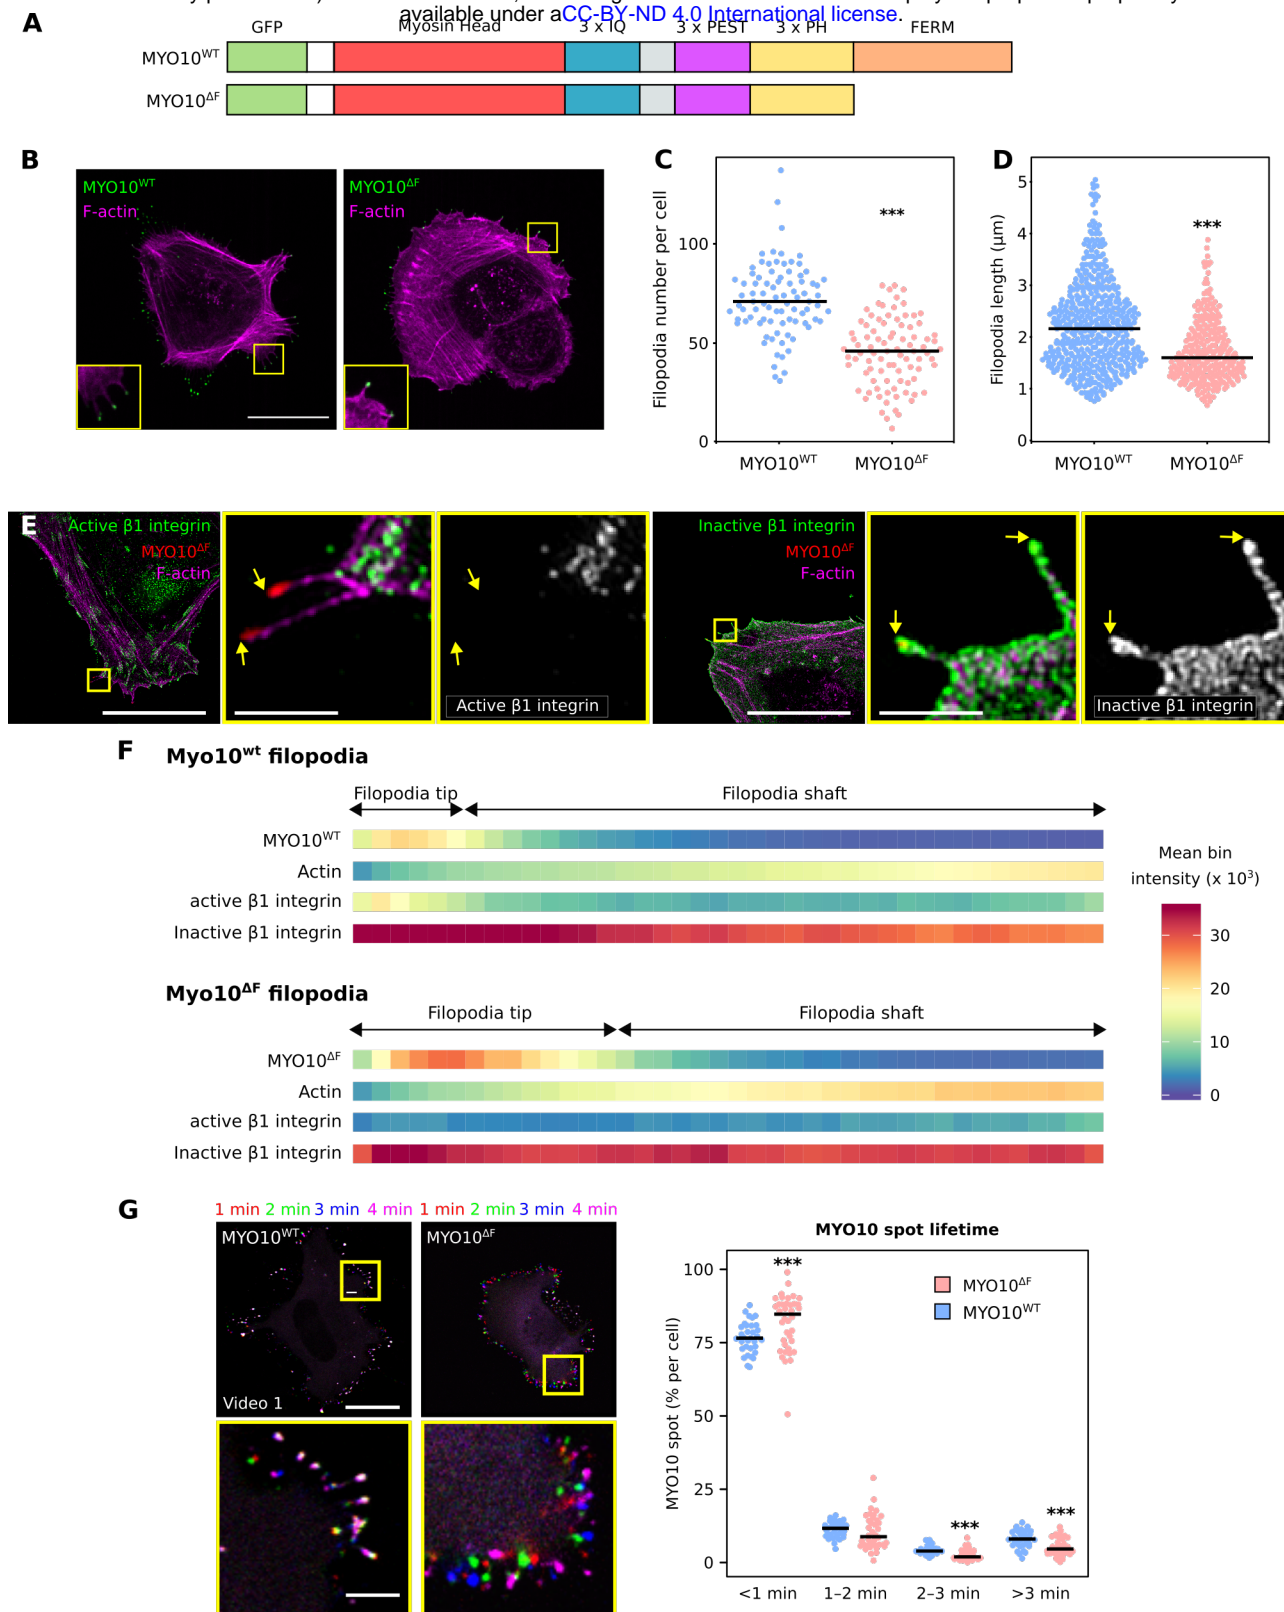 available under aCC-BY-ND 4.0 International license.
A
GFP Myosin Head 3 x IQ 3 x PEST 3 x PH FERM
MYO10WT
MYO10ΔF
B
MYO10WT
F-actin
MYO10ΔF
F-actin
C
Filopodia number per cell
100
50
0
***
MYO10WT MYO10ΔF
D
Filopodia length (μm)
5
4
3
2
1
0
***
MYO10WT MYO10ΔF
E
Active β1 integrin
MYO10ΔF
F-actin
Active β1 integrin
Inactive β1 integrin
MYO10ΔF
F-actin
Inactive β1 integrin
F
Myo10wt filopodia
Filopodia tip Filopodia shaft
MYO10WT
Actin
active β1 integrin
Inactive β1 integrin
Myo10ΔF filopodia
Filopodia tip Filopodia shaft
MYO10ΔF
Actin
active β1 integrin
Inactive β1 integrin
Mean bin
intensity (x 10³)
30
20
10
0
G
1 min 2 min 3 min 4 min 1 min 2 min 3 min 4 min
MYO10WT
Video 1
MYO10ΔF
MYO10 spot lifetime
MYO10 spot (% per cell)
100
75
50
25
0
***
***
***
MYO10ΔF
MYO10WT
<1 min 1–2 min 2–3 min >3 min